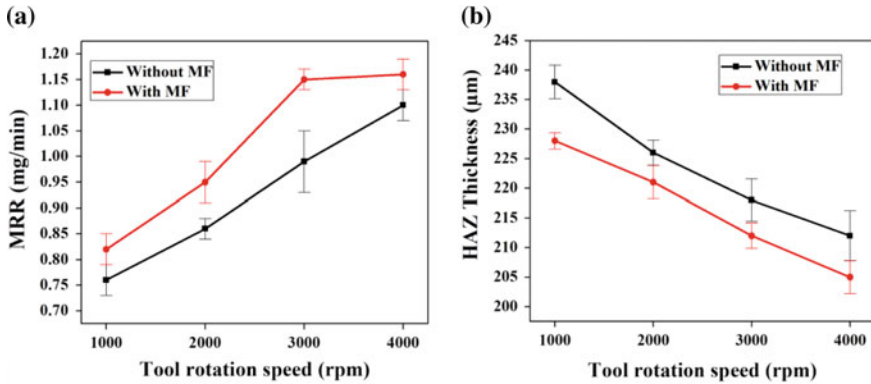 (a)
MRR (mg/min)
1.20
1.15
1.10
1.05
1.00
0.95
0.90
0.85
0.80
0.75
0.70
Without MF
With MF
1000 2000 3000 4000
Tool rotation speed (rpm)
(b)
HAZ Thickness (μm)
245
240
235
230
225
220
215
210
205
200
Without MF
With MF
1000 2000 3000 4000
Tool rotation speed (rpm)